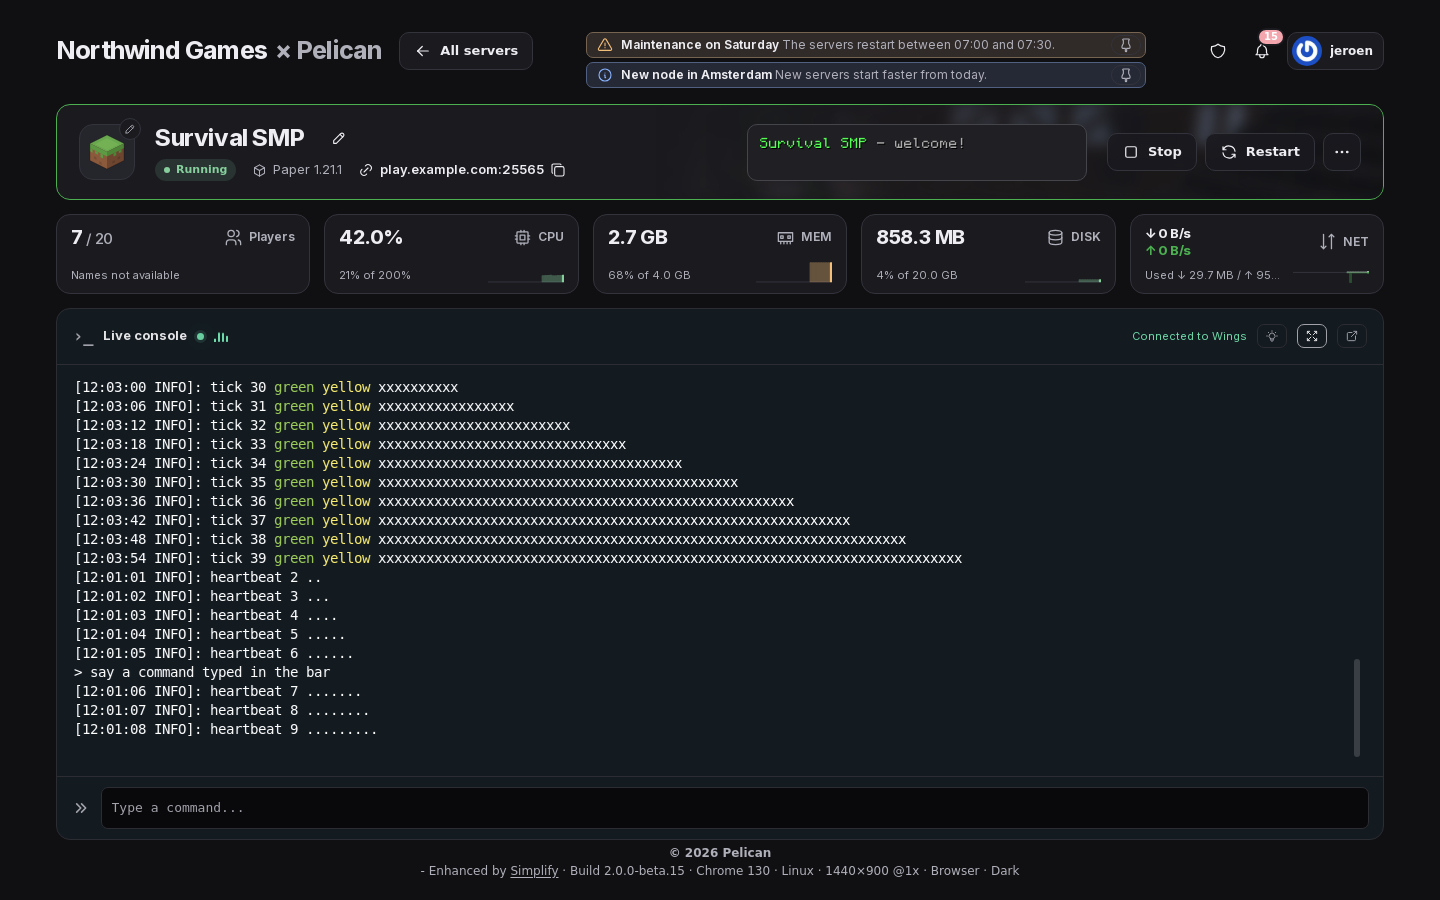 Northwind Games × Pelican
All servers
Maintenance on Saturday The servers restart between 07:00 and 07:30.
New node in Amsterdam New servers start faster from today.
15
jeroen
Survival SMP
Running
Paper 1.21.1
play.example.com:25565
Survival SMP - welcome!
Stop
Restart
7 / 20
Players
Names not available
42.0%
CPU
21% of 200%
2.7 GB
MEM
68% of 4.0 GB
858.3 MB
DISK
4% of 20.0 GB
↓ 0 B/s
↑ 0 B/s
NET
Used ↓ 29.7 MB / ↑ 95...
Live console
Connected to Wings
[12:03:00 INFO]: tick 30 green yellow xxxxxxxxxx
[12:03:06 INFO]: tick 31 green yellow xxxxxxxxxxxxxxxxx
[12:03:12 INFO]: tick 32 green yellow xxxxxxxxxxxxxxxxxxxxxxxx
[12:03:18 INFO]: tick 33 green yellow xxxxxxxxxxxxxxxxxxxxxxxxxxxxxxx
[12:03:24 INFO]: tick 34 green yellow xxxxxxxxxxxxxxxxxxxxxxxxxxxxxxxxxxxxxx
[12:03:30 INFO]: tick 35 green yellow xxxxxxxxxxxxxxxxxxxxxxxxxxxxxxxxxxxxxxxxxxxxx
[12:03:36 INFO]: tick 36 green yellow xxxxxxxxxxxxxxxxxxxxxxxxxxxxxxxxxxxxxxxxxxxxxxxxxxxx
[12:03:42 INFO]: tick 37 green yellow xxxxxxxxxxxxxxxxxxxxxxxxxxxxxxxxxxxxxxxxxxxxxxxxxxxxxxxxxxx
[12:03:48 INFO]: tick 38 green yellow xxxxxxxxxxxxxxxxxxxxxxxxxxxxxxxxxxxxxxxxxxxxxxxxxxxxxxxxxxxxxxxxxx
[12:03:54 INFO]: tick 39 green yellow xxxxxxxxxxxxxxxxxxxxxxxxxxxxxxxxxxxxxxxxxxxxxxxxxxxxxxxxxxxxxxxxxxxxxxxxx
[12:01:01 INFO]: heartbeat 2 ..
[12:01:02 INFO]: heartbeat 3 ...
[12:01:03 INFO]: heartbeat 4 ....
[12:01:04 INFO]: heartbeat 5 .....
[12:01:05 INFO]: heartbeat 6 ......
> say a command typed in the bar
[12:01:06 INFO]: heartbeat 7 .......
[12:01:07 INFO]: heartbeat 8 ........
[12:01:08 INFO]: heartbeat 9 .........
Type a command...
© 2026 Pelican
- Enhanced by Simplify · Build 2.0.0-beta.15 · Chrome 130 · Linux · 1440×900 @1x · Browser · Dark